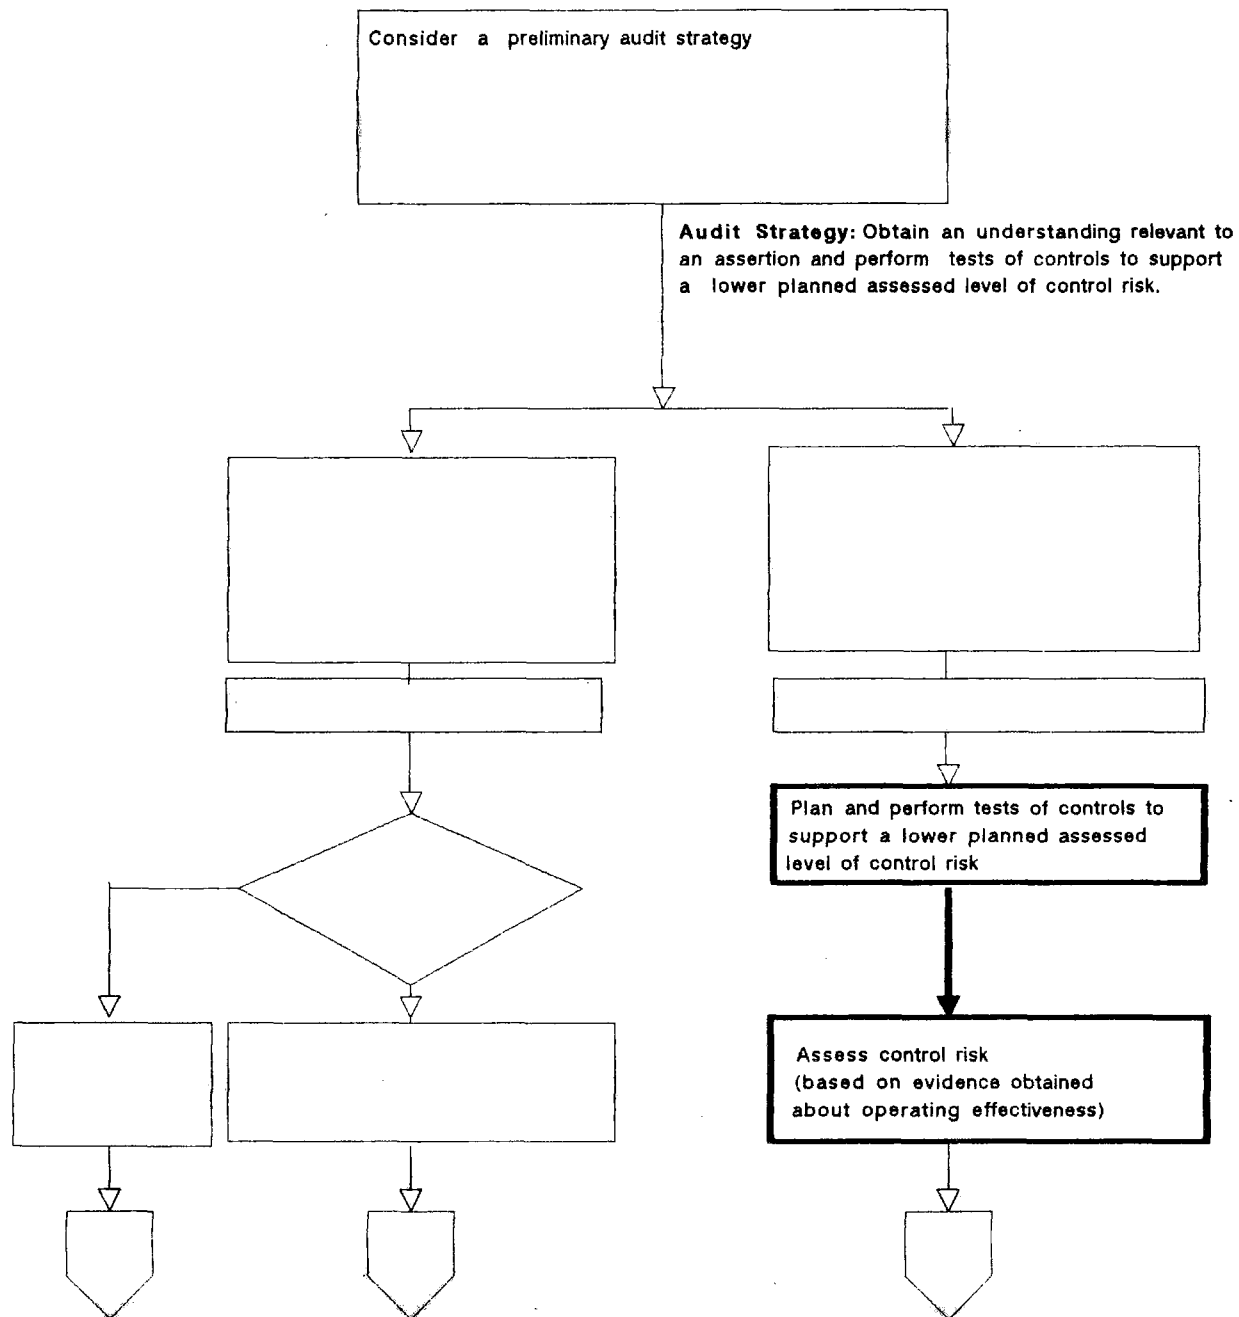 Consider a preliminary audit strategy
Audit Strategy: Obtain an understanding relevant to
an assertion and perform tests of controls to support
a lower planned assessed level of control risk.
Plan and perform tests of controls to
support a lower planned assessed
level of control risk
Assess control risk
(based on evidence obtained
about operating effectiveness)